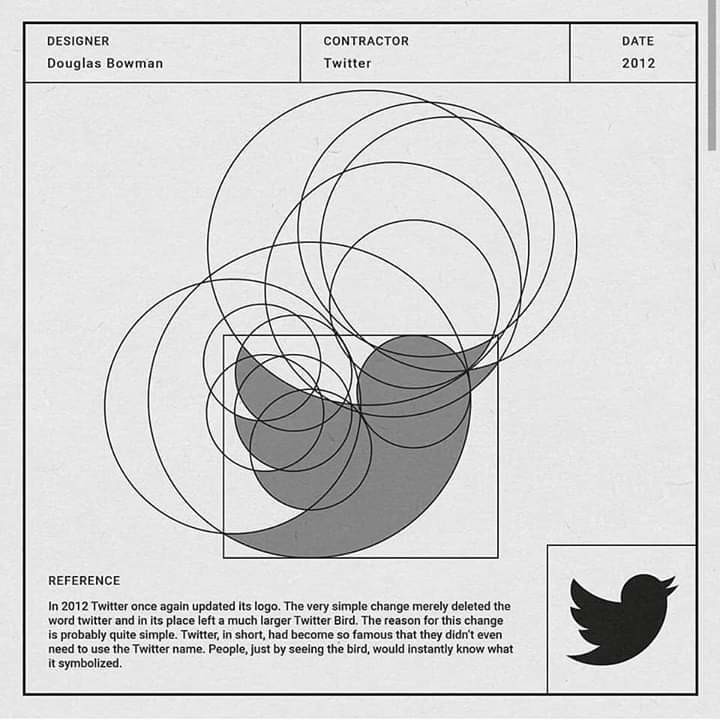 DESIGNER
Douglas Bowman
CONTRACTOR
Twitter
DATE
2012
REFERENCE
In 2012 Twitter once again updated its logo. The very simple change merely deleted the
word twitter and in its place left a much larger Twitter Bird. The reason for this change
is probably quite simple. Twitter, in short, had become so famous that they didn't even
need to use the Twitter name. People, just by seeing the bird, would instantly know what
it symbolized.